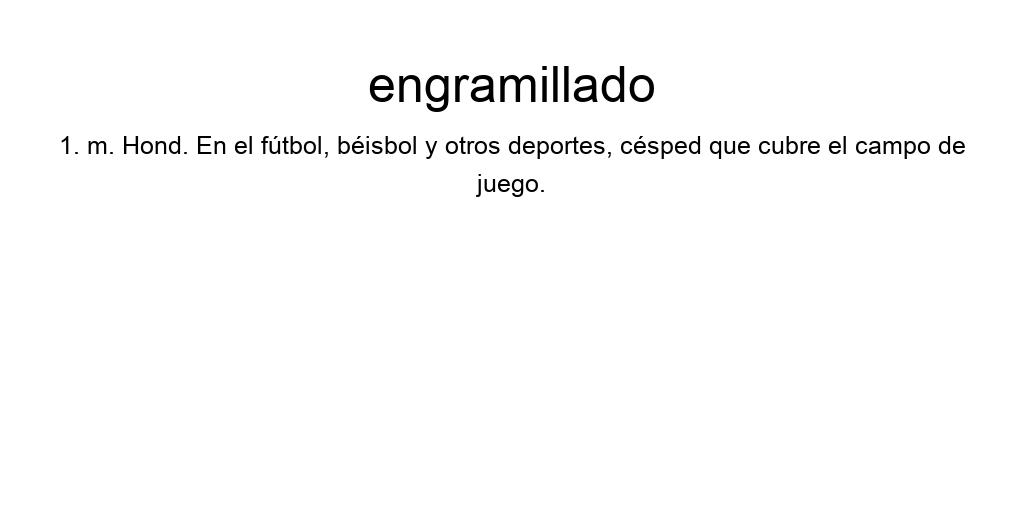 engramillado
1. m. Hond. En el fútbol, béisbol y otros deportes, césped que cubre el campo de
juego.